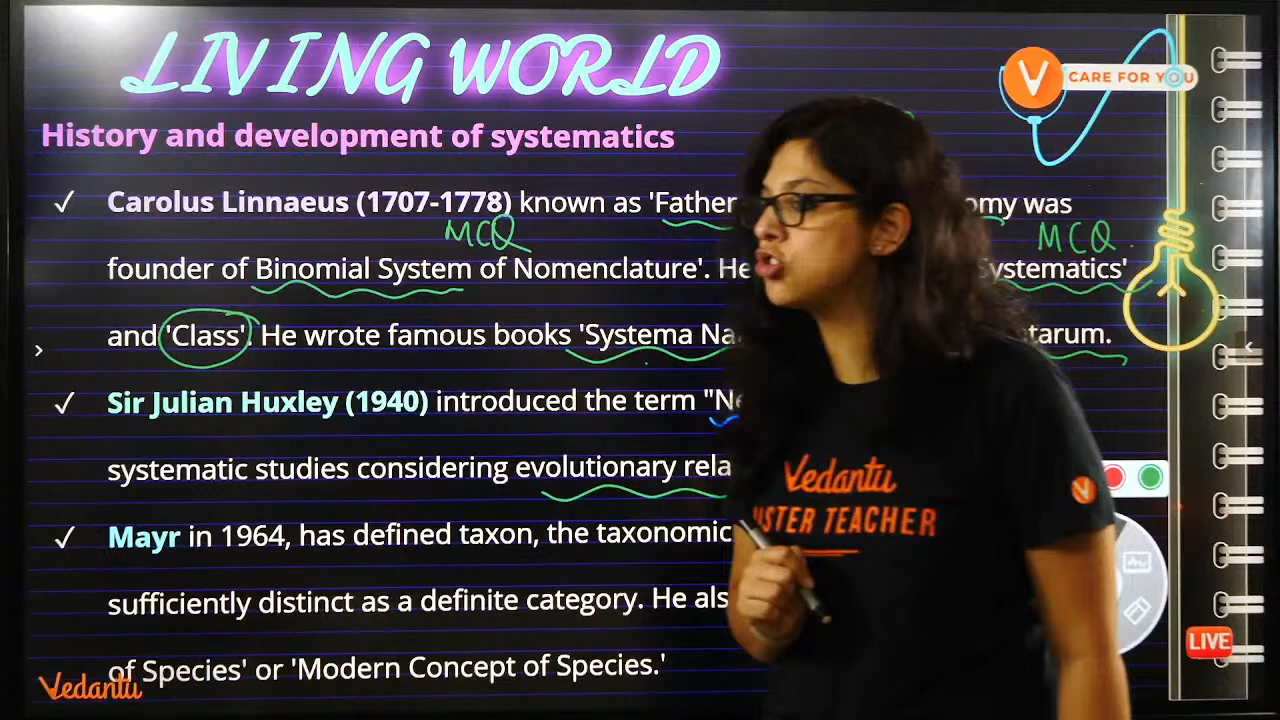 LIVING WORLD
CARE FOR YOU
History and development of systematics
✓ Carolus Linnaeus (1707-1778) known as 'Father omy was
MCQ MCQ
founder of Binomial System of Nomenclature'. He Systematics'
and 'Class'. He wrote famous books 'Systema Na tarum.
✓ Sir Julian Huxley (1940) introduced the term "Ne
systematic studies considering evolutionary rela
Vedantu
STER TEACHER
✓ Mayr in 1964, has defined taxon, the taxonomic
sufficiently distinct as a definite category. He als
LIVE
of Species' or 'Modern Concept of Species.'
Vedantu